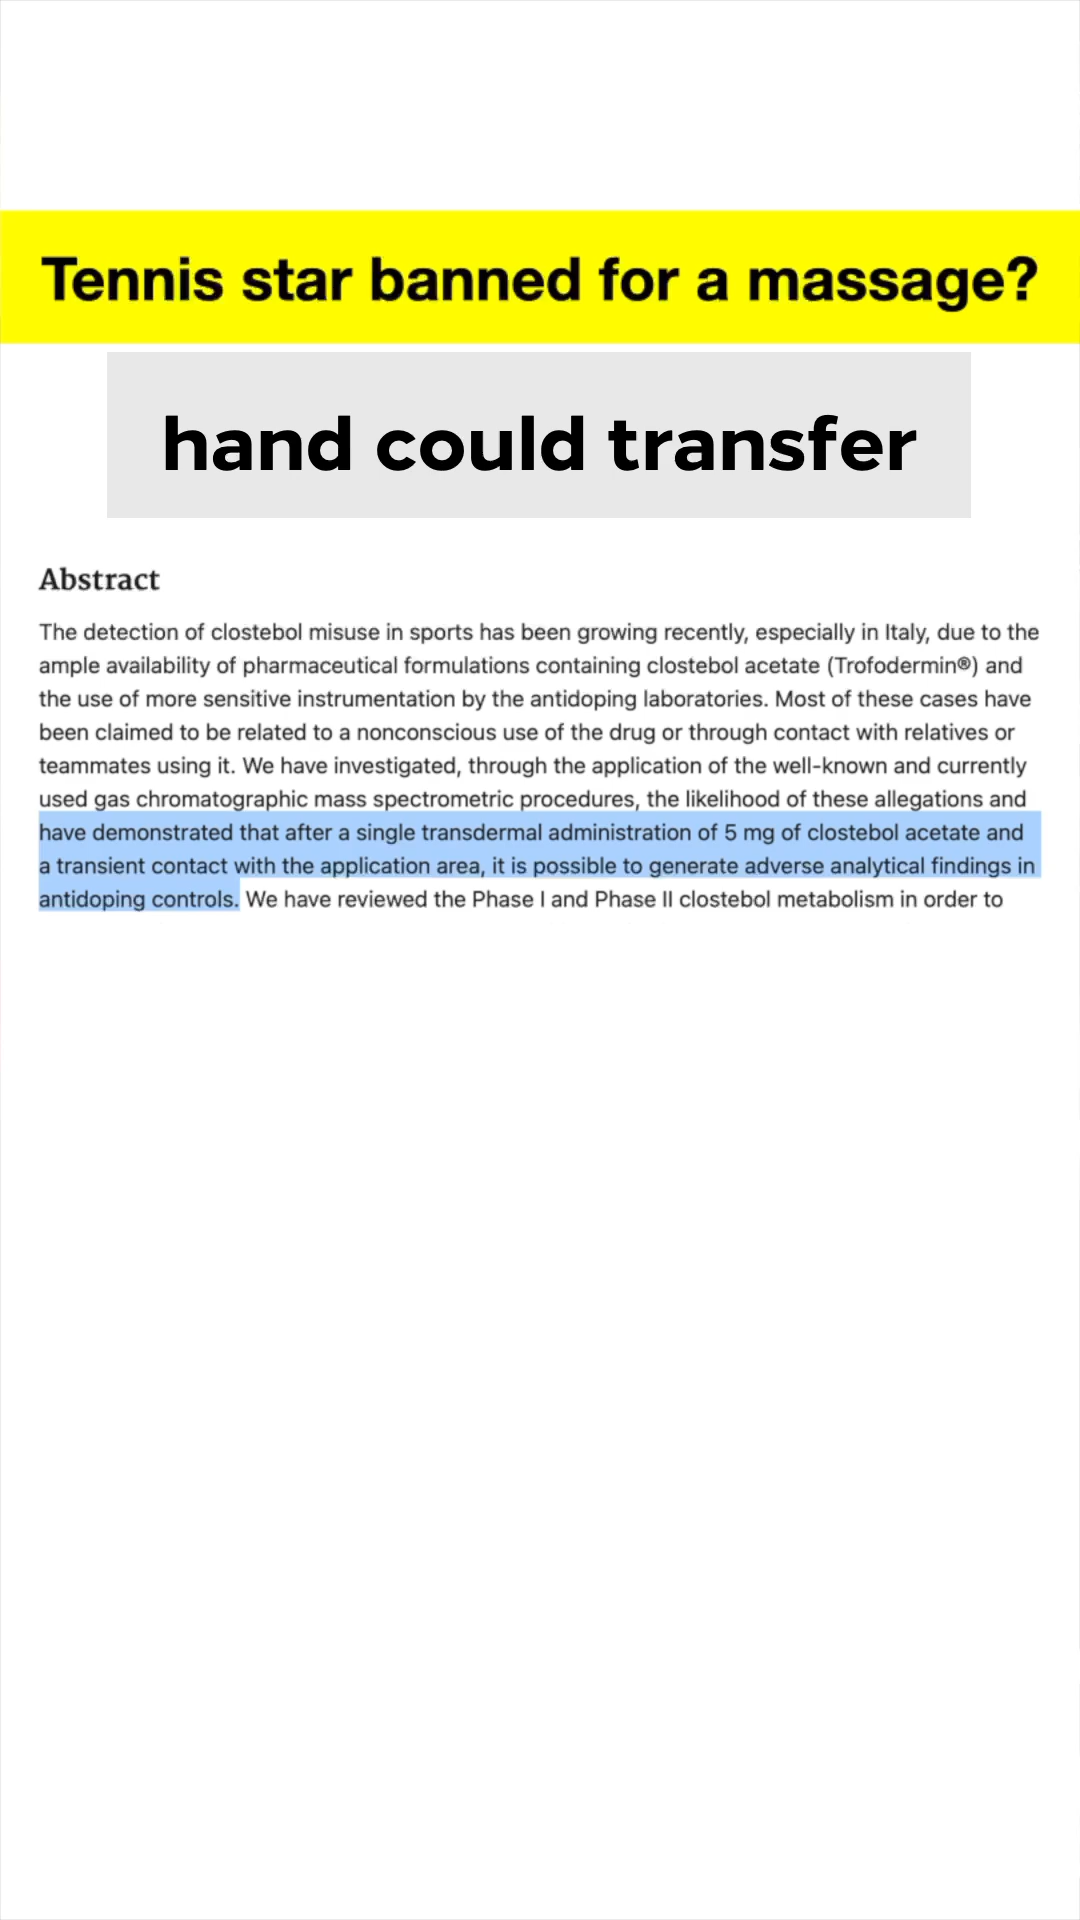 Tennis star banned for a massage?
hand could transfer
Abstract
The detection of clostebol misuse in sports has been growing recently, especially in Italy, due to the
ample availability of pharmaceutical formulations containing clostebol acetate (Trofodermin®) and
the use of more sensitive instrumentation by the antidoping laboratories. Most of these cases have
been claimed to be related to a nonconscious use of the drug or through contact with relatives or
teammates using it. We have investigated, through the application of the well-known and currently
used gas chromatographic mass spectrometric procedures, the likelihood of these allegations and
have demonstrated that after a single transdermal administration of 5 mg of clostebol acetate and
a transient contact with the application area, it is possible to generate adverse analytical findings in
antidoping controls. We have reviewed the Phase I and Phase II clostebol metabolism in order to